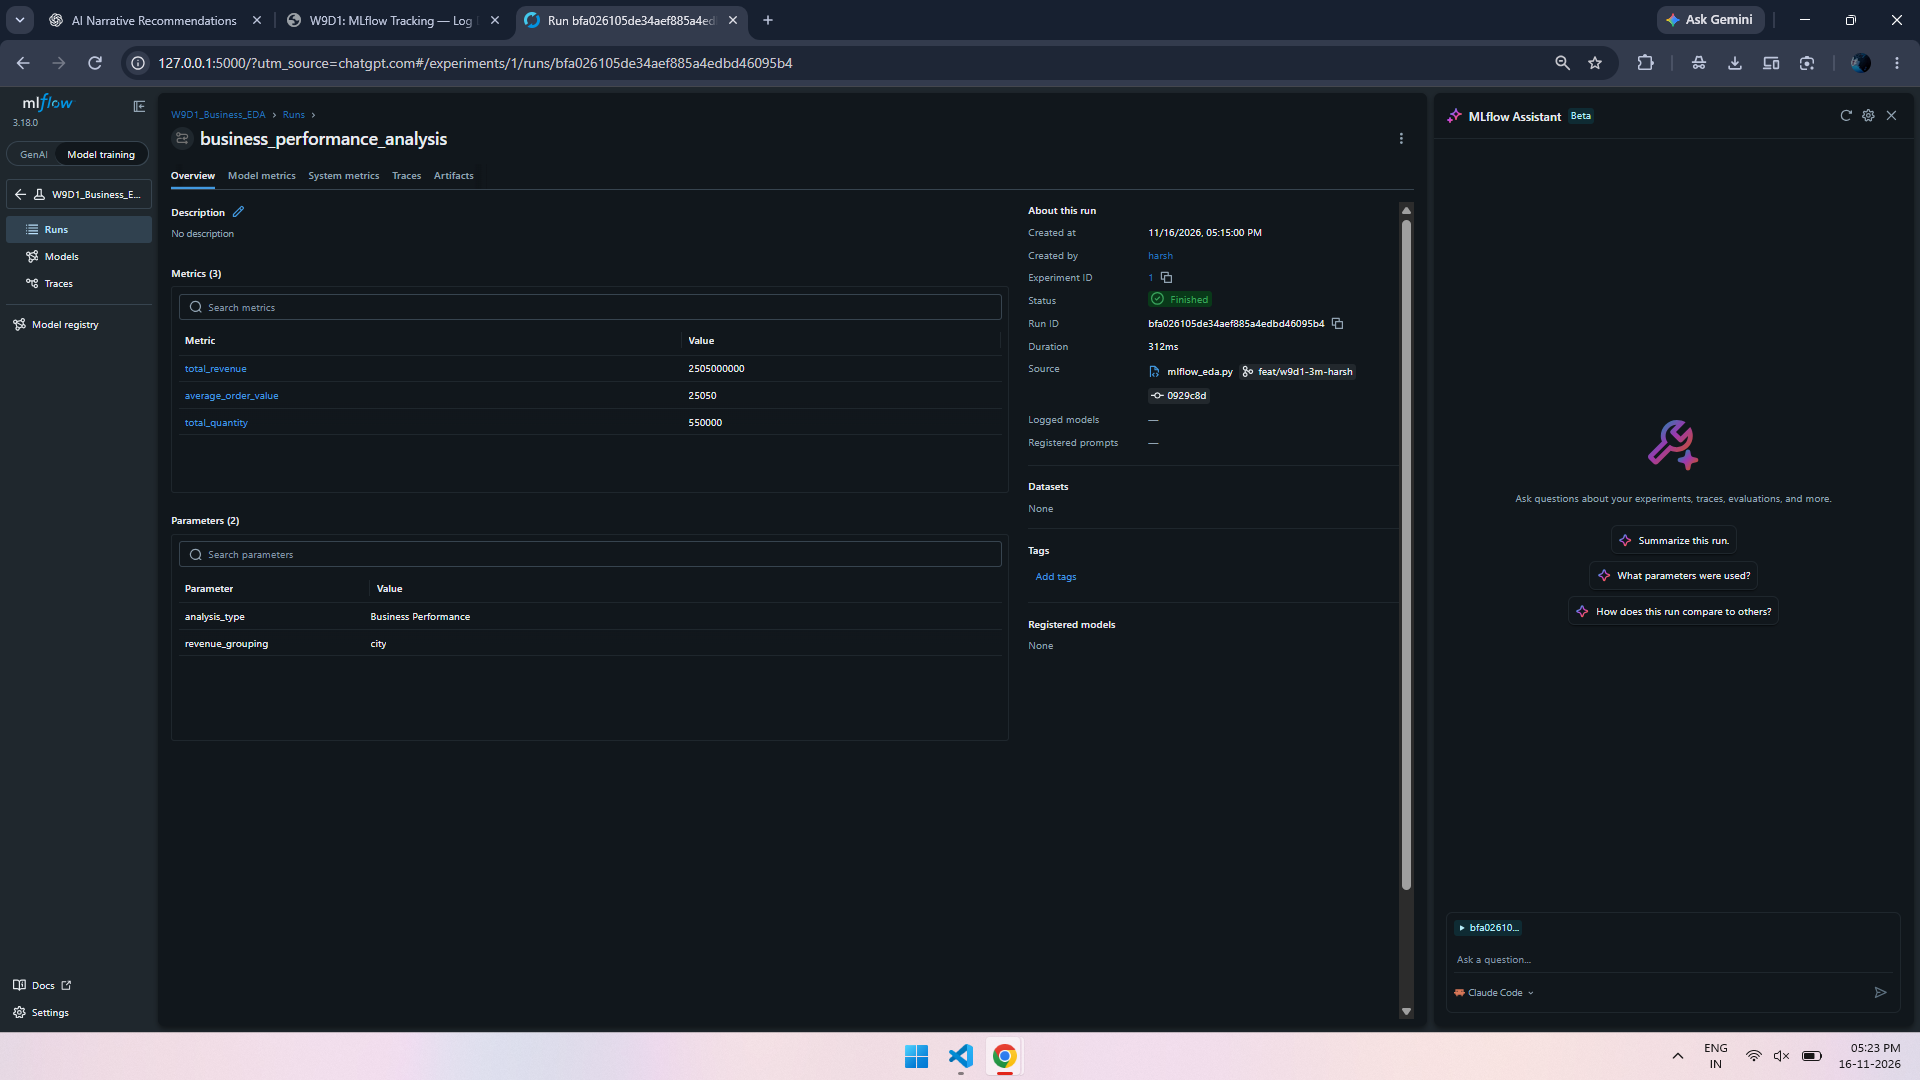 AI Narrative Recommendations
W9D1: MLflow Tracking — Log
Run bfa026105de34aef885a4ed
Ask Gemini
127.0.0.1:5000/?utm_source=chatgpt.com#/experiments/1/runs/bfa026105de34aef885a4edbd46095b4
mlflow
3.18.0
GenAI
Model training
W9D1_Business_E...
Runs
Models
Traces
Model registry
Docs
Settings
W9D1_Business_EDA > Runs >
business_performance_analysis
Overview Model metrics System metrics Traces Artifacts
Description
No description
Metrics (3)
Search metrics
Metric Value
total_revenue 2505000000
average_order_value 25050
total_quantity 550000
Parameters (2)
Search parameters
Parameter Value
analysis_type Business Performance
revenue_grouping city
About this run
Created at 11/16/2026, 05:15:00 PM
Created by harsh
Experiment ID 1
Status Finished
Run ID bfa026105de34aef885a4edbd46095b4
Duration 312ms
Source mlflow_eda.py feat/w9d1-3m-harsh
0929c8d
Logged models —
Registered prompts —
Datasets
None
Tags
Add tags
Registered models
None
MLflow Assistant Beta
Ask questions about your experiments, traces, evaluations, and more.
Summarize this run.
What parameters were used?
How does this run compare to others?
bfa02610...
Ask a question...
Claude Code
ENG
IN
05:23 PM
16-11-2026